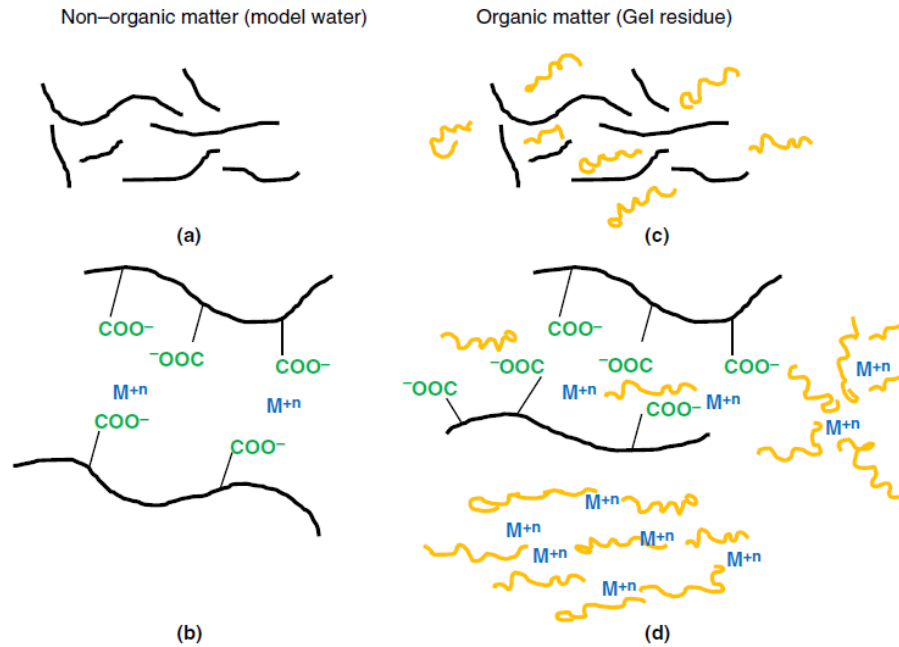 Non–organic matter (model water)
Organic matter (Gel residue)
(a)
(c)
COO–
–OOC
COO–
M+n
M+n
COO–
COO–
(b)
COO–
–OOC
COO–
–OOC
–OOC
M+n
COO–
M+n
M+n
M+n
M+n
M+n
M+n
M+n
M+n
M+n
(d)